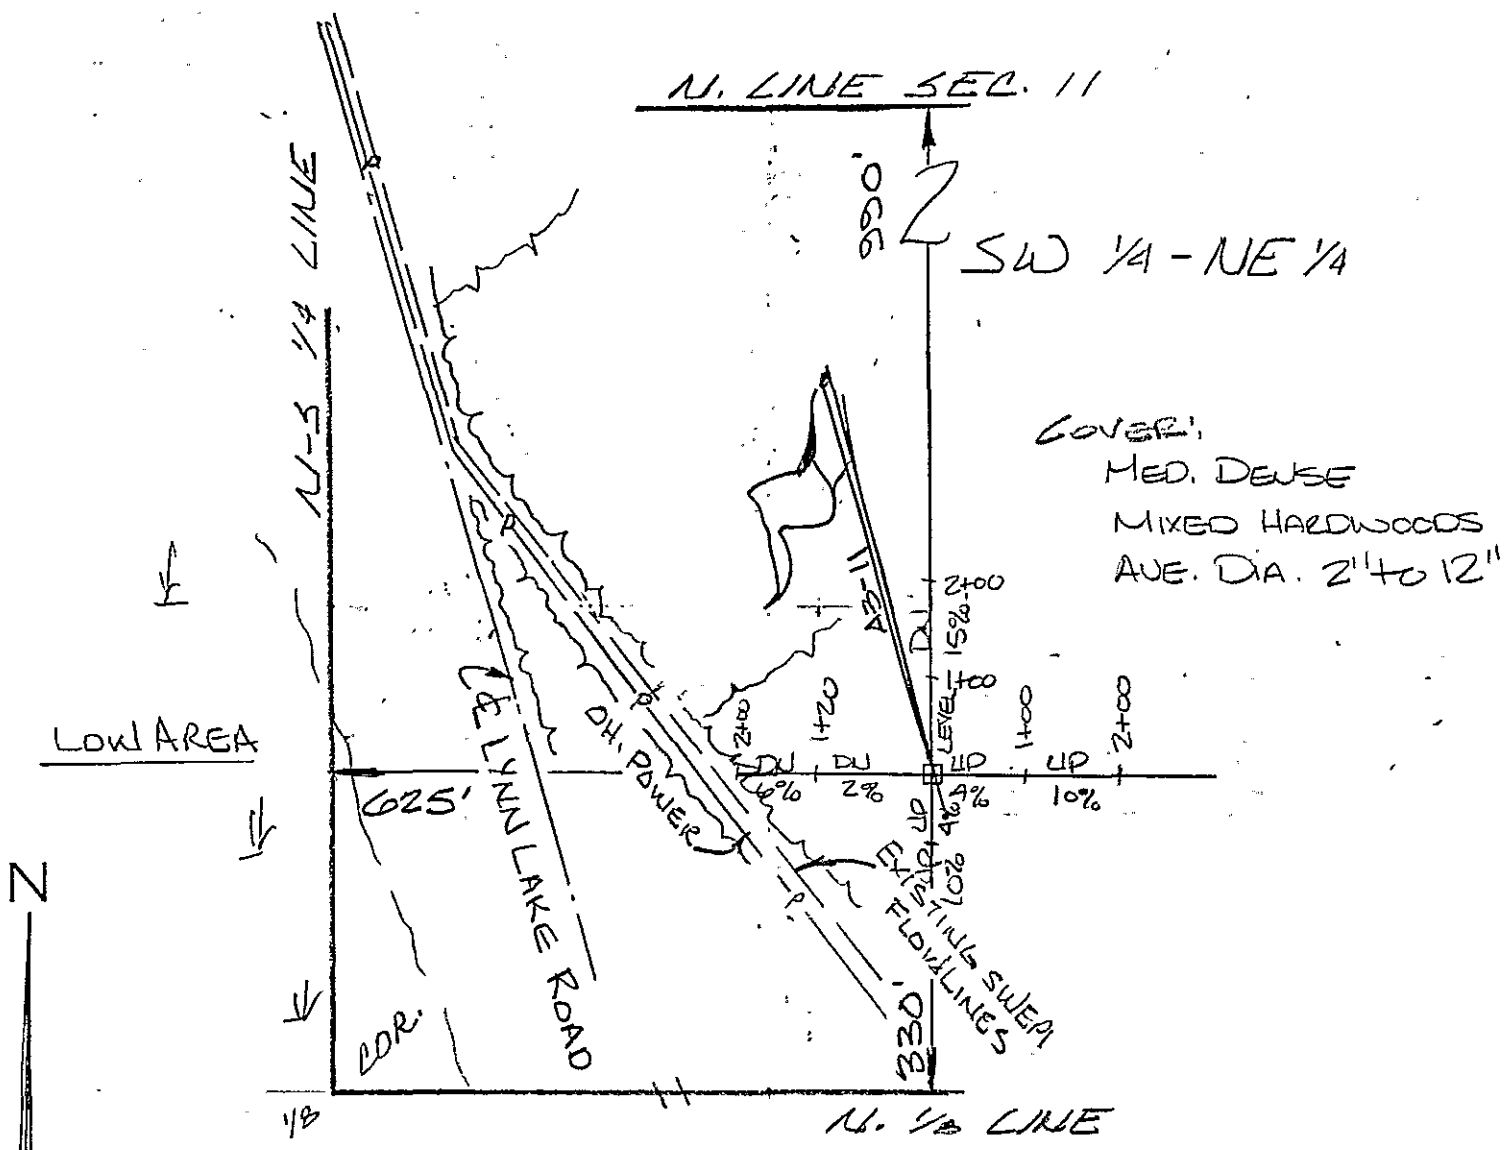 N. LINE SEC. 11
990'
SW 1/4 - NE 1/4
N-S 1/4 LINE
COVER:
MED. DENSE
MIXED HARDWOODS
AVE. DIA. 2" to 12"
A3-11
2+00
DN
15%
1+00
LEVEL
2+00
1+20
1+00
2+00
LOW AREA
DN
6%
DN
2%
UP
4%
UP
10%
625'
UP
4%
UP
10%
OH. POWER
℄ LYNN LAKE ROAD
EXISTING SWEPI
FLOWLINES
N
330'
COR.
1/8
N. 1/8 LINE